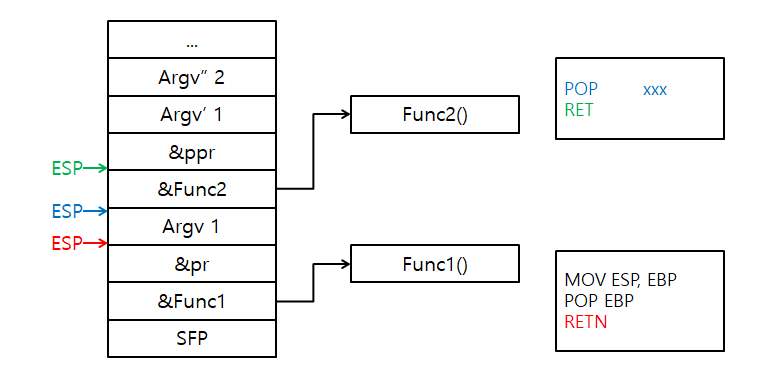 ...
Argv” 2
Argv’ 1
&ppr
&Func2
Argv 1
&pr
&Func1
SFP
ESP
ESP
ESP
Func2()
Func1()
POP xxx
RET
MOV ESP, EBP
POP EBP
RETN